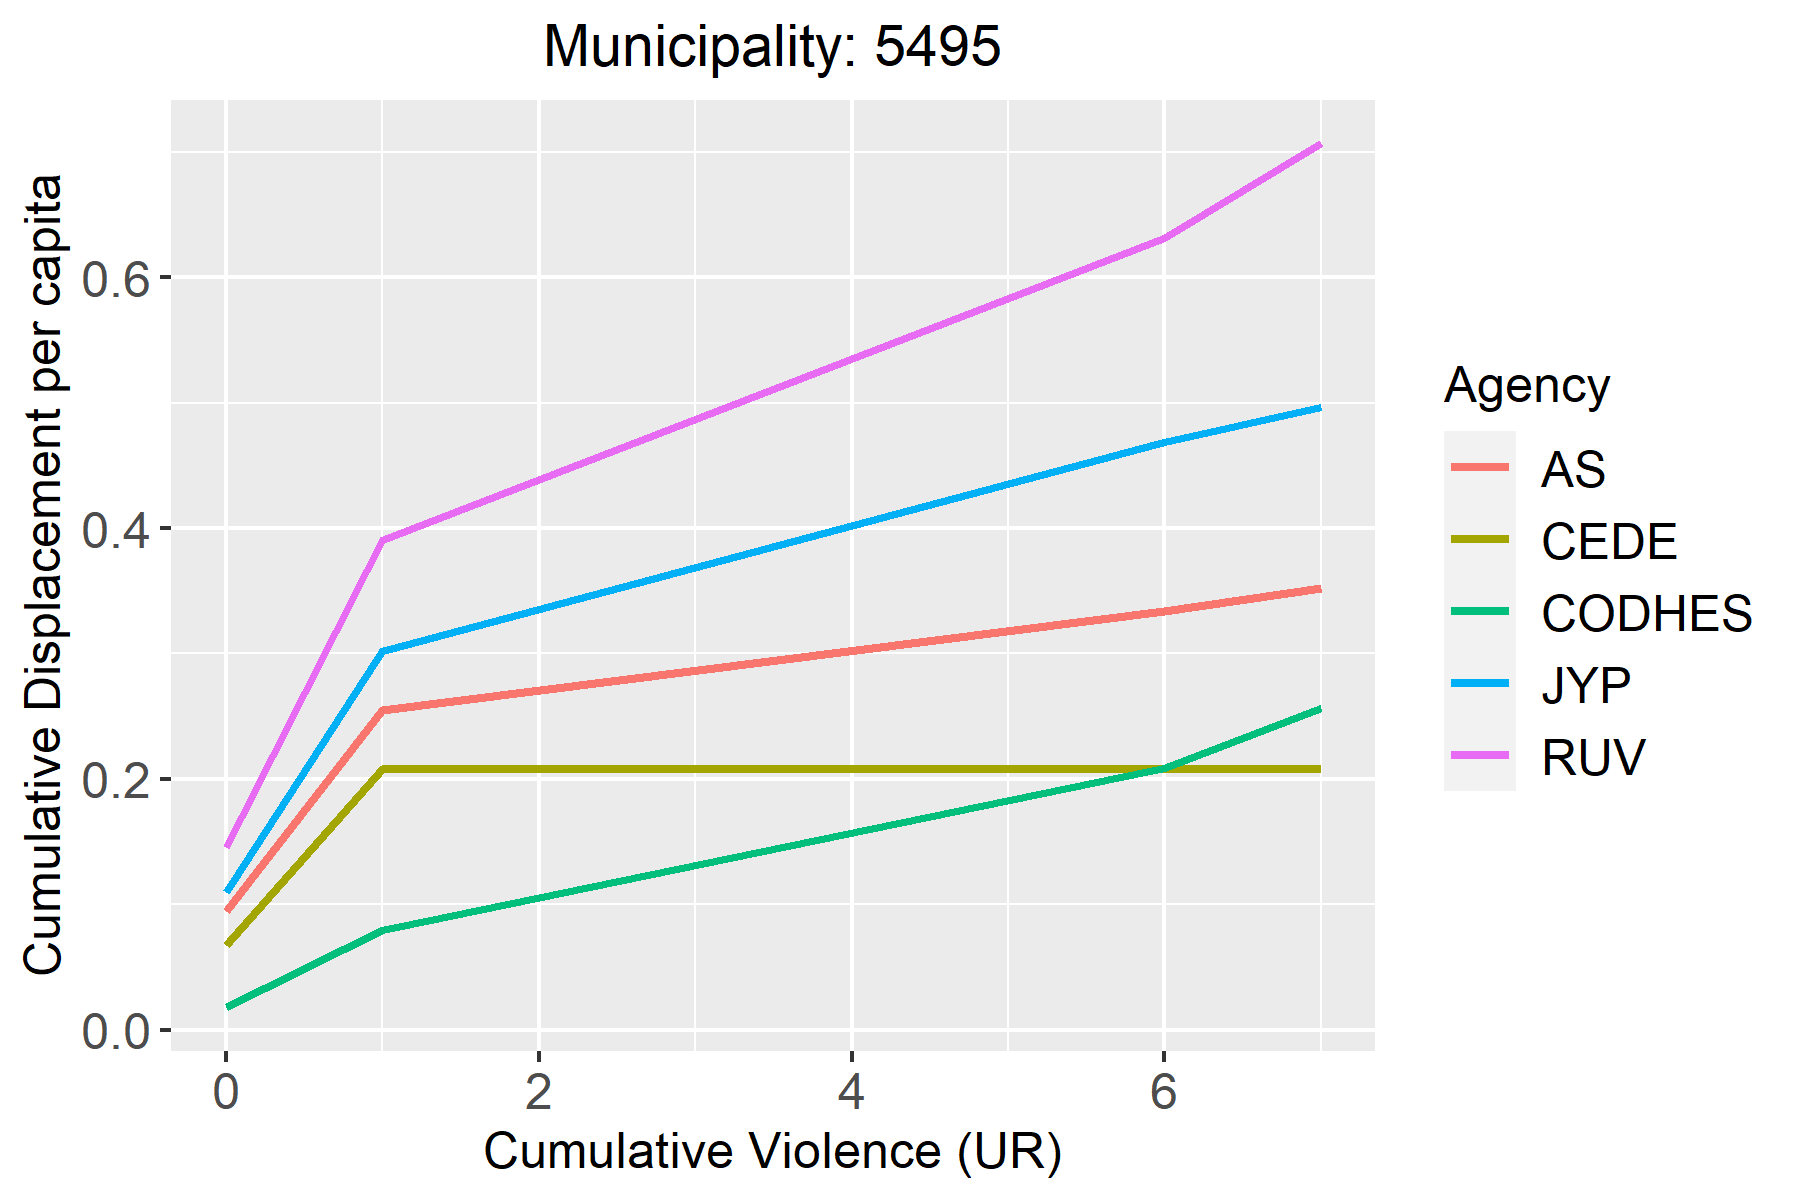 Municipality: 5495
Cumulative Displacement per capita
0.6
0.4
0.2
0.0
0 2 4 6
Cumulative Violence (UR)
Agency
AS
CEDE
CODHES
JYP
RUV